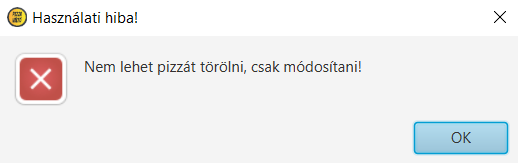 Használati hiba!
Nem lehet pizzát törölni, csak módosítani!
OK